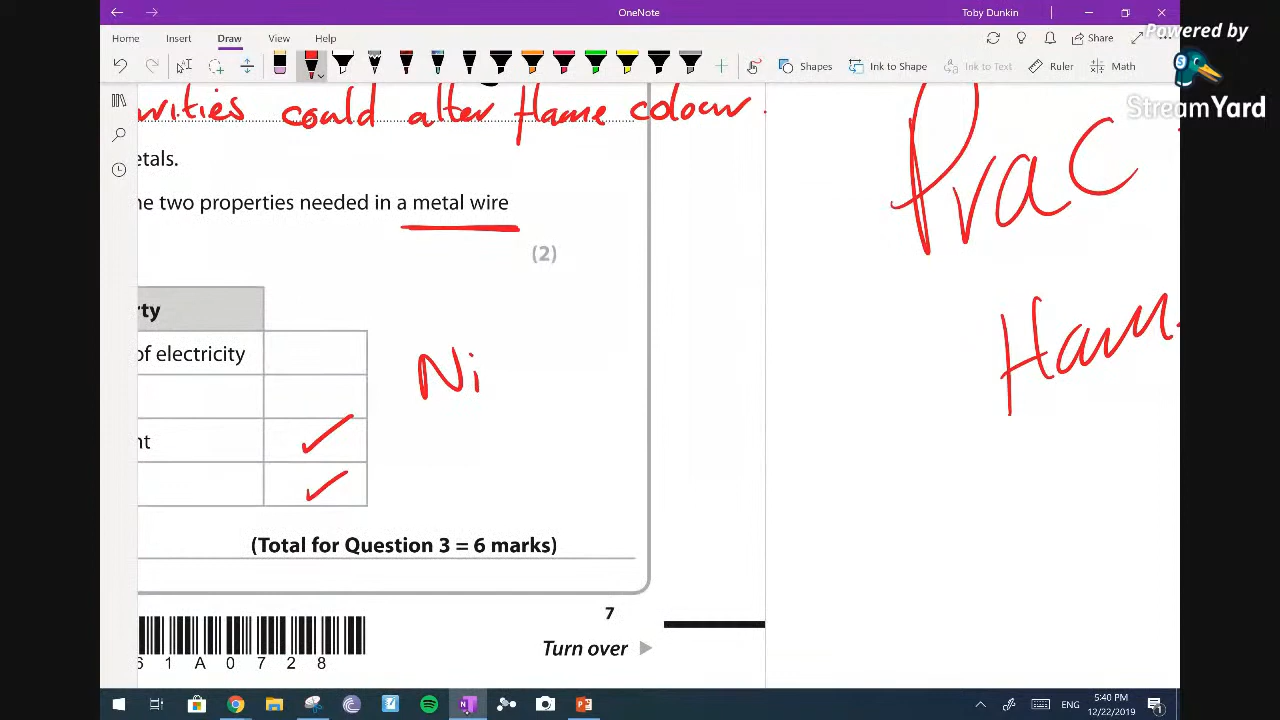 OneNote
Toby Dunkin
Powered by
StreamYard
Home Insert Draw View Help
Share
Shapes Ink to Shape Ink to Text Ruler Math
could alter flame colour.
etals.
he two properties needed in a metal wire
(2)
rty
of electricity
nt
Ni
Prac
Ham
(Total for Question 3 = 6 marks)
7
Turn over
6 1 A 0 7 2 8
ENG
5:40 PM
12/22/2019